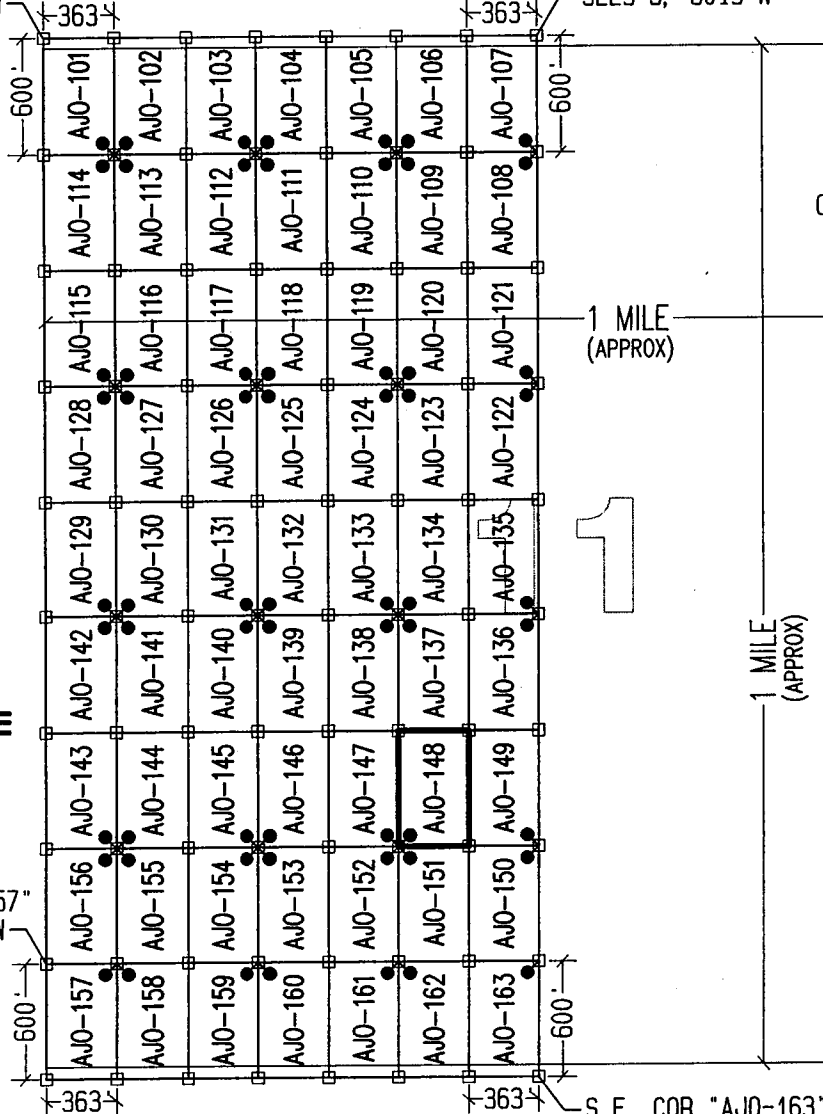 363 363
600' 600'
AJO-101 AJO-102 AJO-103 AJO-104 AJO-105 AJO-106 AJO-107
AJO-114 AJO-113 AJO-112 AJO-111 AJO-110 AJO-109 AJO-108
AJO-115 AJO-116 AJO-117 AJO-118 AJO-119 AJO-120 AJO-121
1 MILE
(APPROX)
AJO-128 AJO-127 AJO-126 AJO-125 AJO-124 AJO-123 AJO-122
AJO-129 AJO-130 AJO-131 AJO-132 AJO-133 AJO-134 AJO-135
1 1
AJO-142 AJO-141 AJO-140 AJO-139 AJO-138 AJO-137 AJO-136
1 MILE
(APPROX)
AJO-143 AJO-144 AJO-145 AJO-146 AJO-147 AJO-148 AJO-149
AJO-156 AJO-155 AJO-154 AJO-153 AJO-152 AJO-151 AJO-150
57"
AJO-157 AJO-158 AJO-159 AJO-160 AJO-161 AJO-162 AJO-163
600' 600'
363 363
S.E. COR "AJO-163"